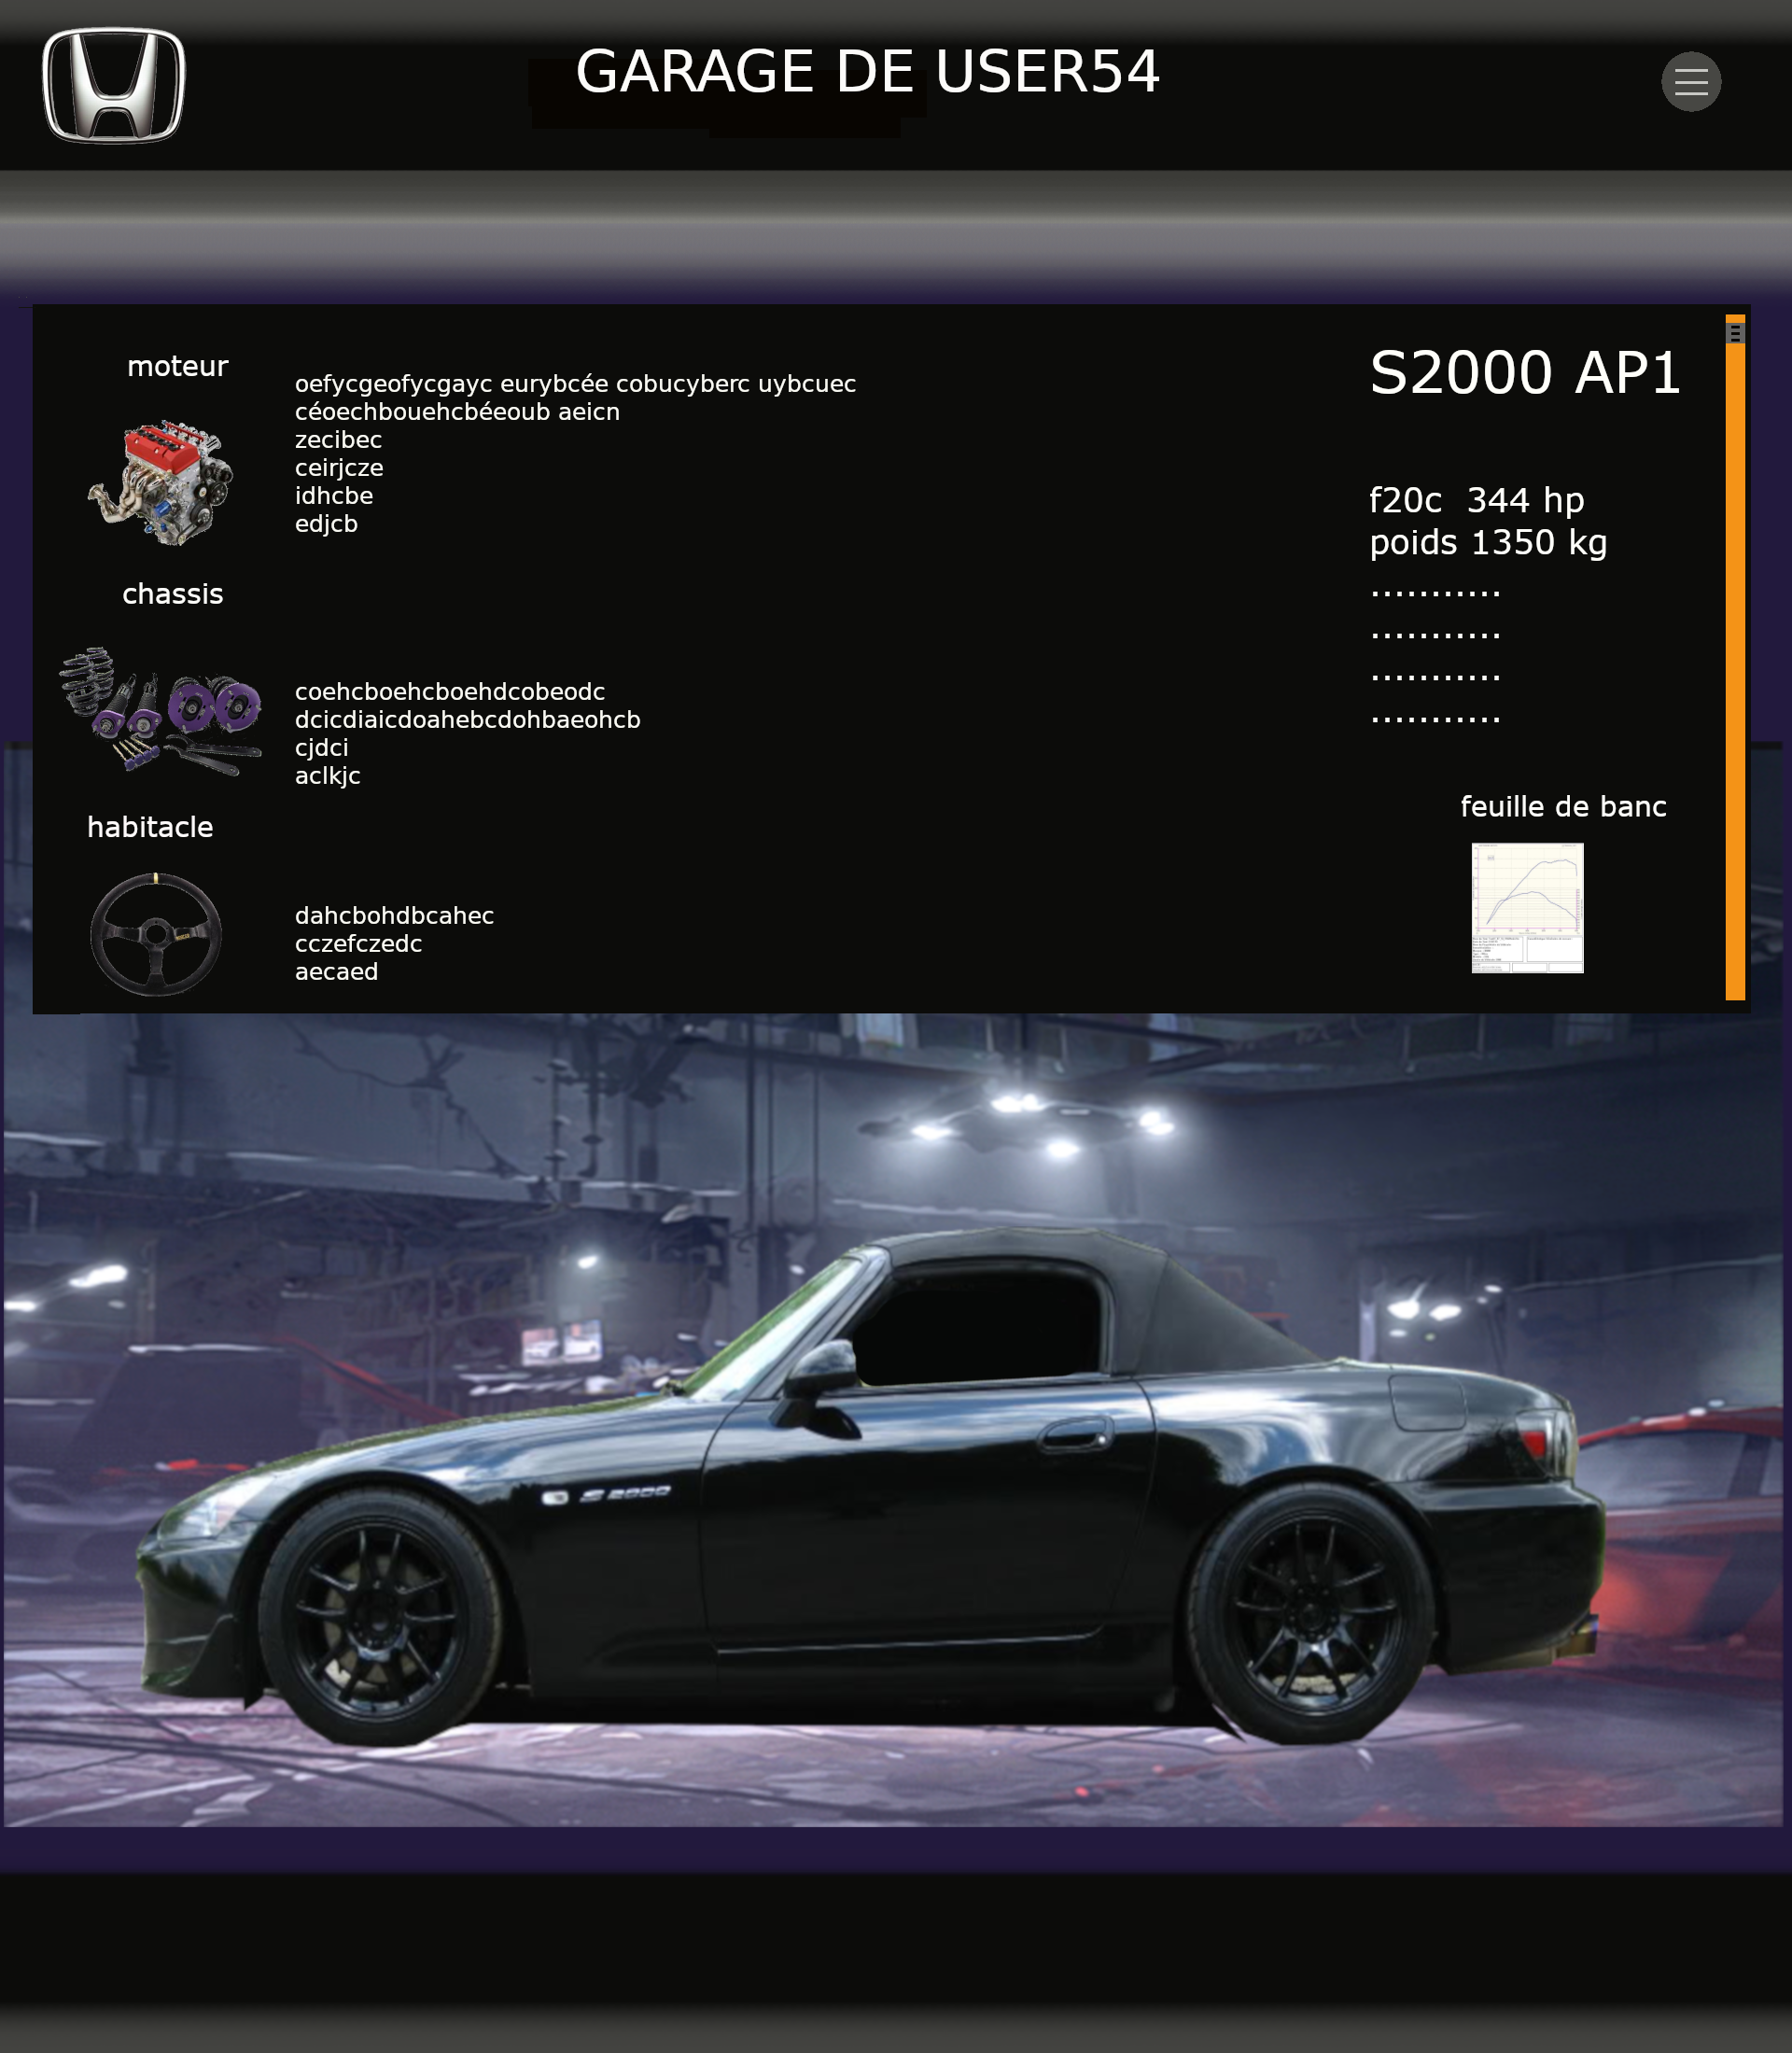 GARAGE DE USER54
moteur
oefycgeofycgayc eurybcée cobucyberc uybcuec
céoechbouehcbéeoub aeicn
zecibec
ceirjcze
idhcbe
edjcb
chassis
coehcboehcboehdcobeodc
dcicdiaicdoahebcdohbaeohcb
cjdci
aclkjc
habitacle
dahcbohdbcahec
cczefczedc
aecaed
S2000 AP1
f20c 344 hp
poids 1350 kg
...........
...........
...........
...........
feuille de banc
S2000